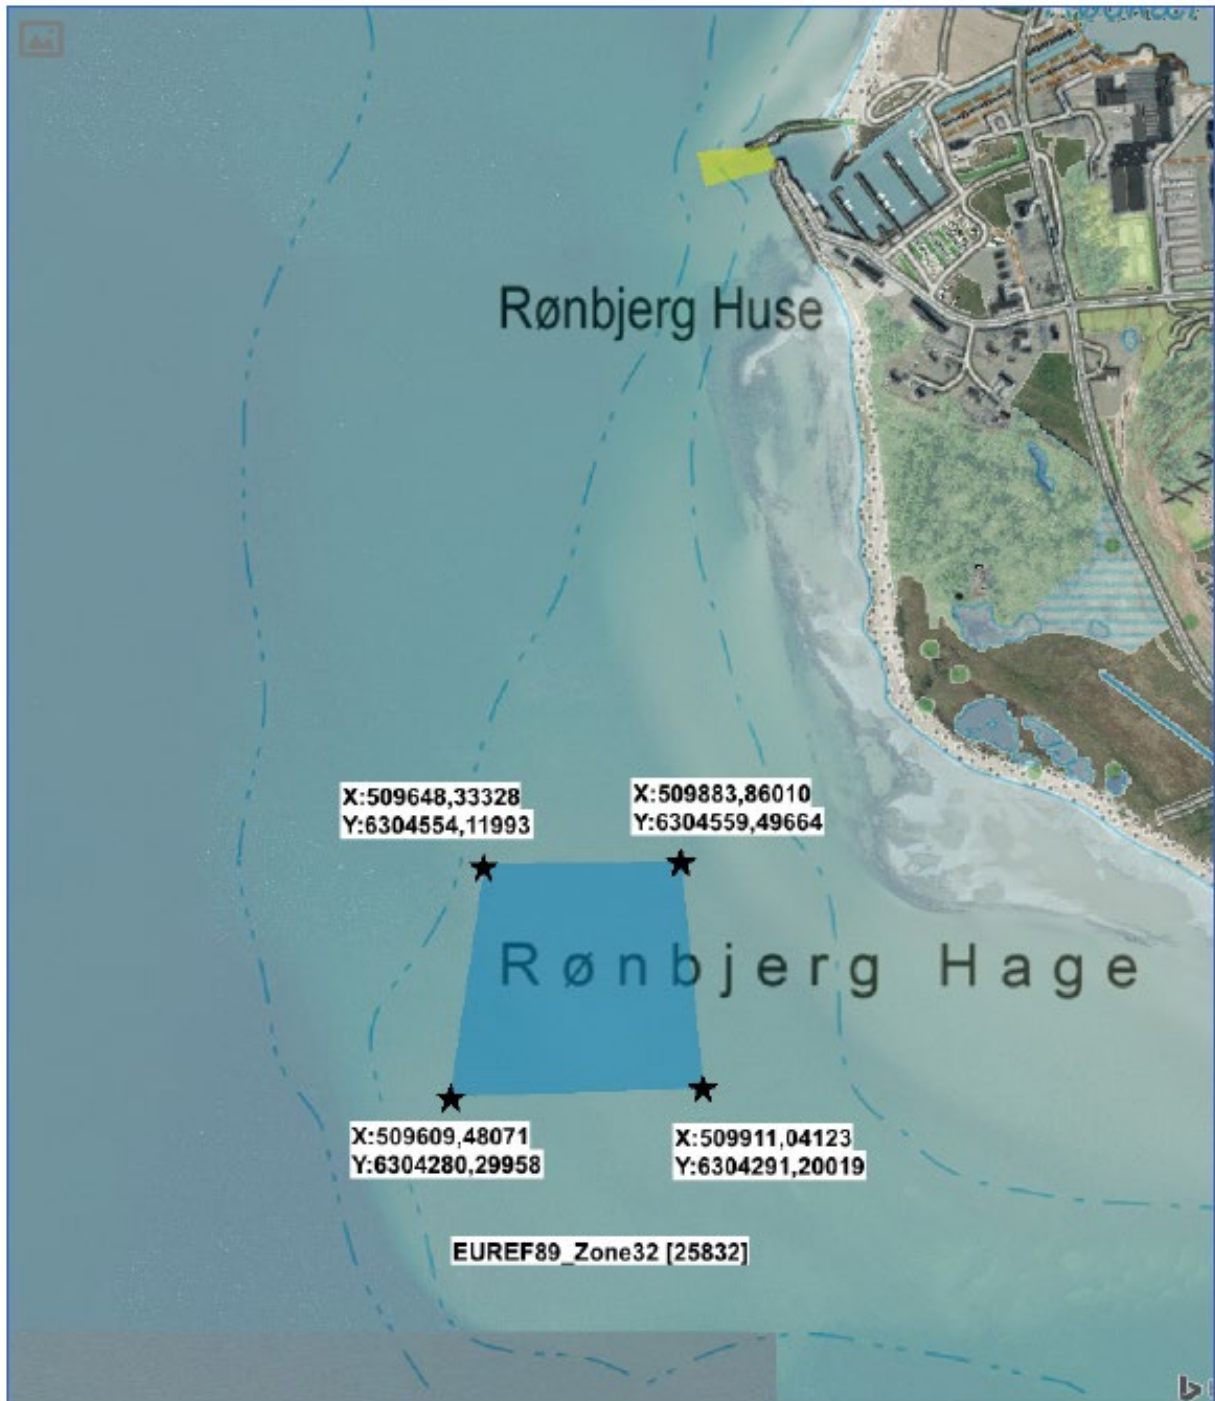 Rønbjerg Huse
X:509648,33328
Y:6304554,11993
X:509883,86010
Y:6304559,49664
Rønbjerg Hage
X:509609,48071
Y:6304280,29958
X:509911,04123
Y:6304291,20019
EUREF89_Zone32 [25832]